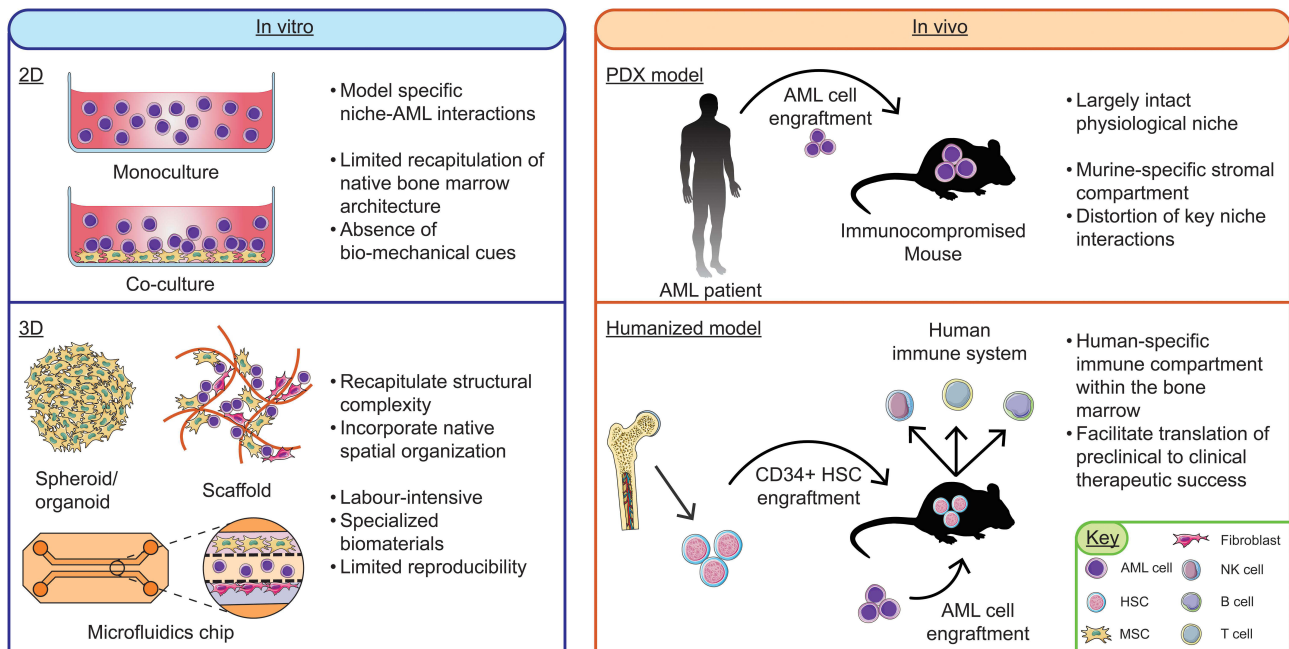 In vitro
2D
Monoculture
Co-culture
• Model specific
niche-AML interactions
• Limited recapitulation of
native bone marrow
architecture
• Absence of
bio-mechanical cues
3D
Spheroid/
organoid
Scaffold
Microfluidics chip
• Recapitulate structural
complexity
• Incorporate native
spatial organization
• Labour-intensive
• Specialized
biomaterials
• Limited reproducibility
In vivo
PDX model
AML cell
engraftment
AML patient
Immunocompromised
Mouse
• Largely intact
physiological niche
• Murine-specific stromal
compartment
• Distortion of key niche
interactions
Humanized model
Human
immune system
CD34+ HSC
engraftment
AML cell
engraftment
• Human-specific
immune compartment
within the bone
marrow
• Facilitate translation of
preclinical to clinical
therapeutic success
Key
Fibroblast
AML cell
NK cell
HSC
B cell
MSC
T cell